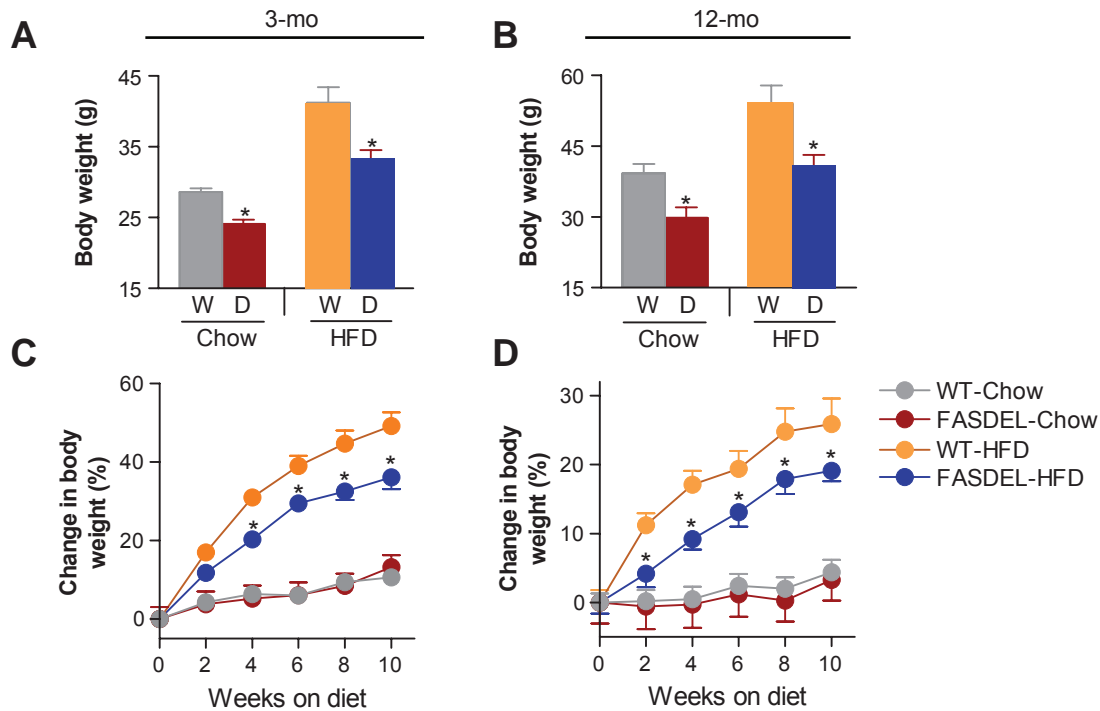 A
3-mo
Body weight (g)
45
35
25
15
*
*
W D W D
Chow HFD
B
12-mo
Body weight (g)
60
45
30
15
*
*
W D W D
Chow HFD
C
Change in body
weight (%)
60
40
20
0
* * * *
0 2 4 6 8 10
Weeks on diet
D
Change in body
weight (%)
30
20
10
0
* * * * *
0 2 4 6 8 10
Weeks on diet
WT-Chow
FASDEL-Chow
WT-HFD
FASDEL-HFD